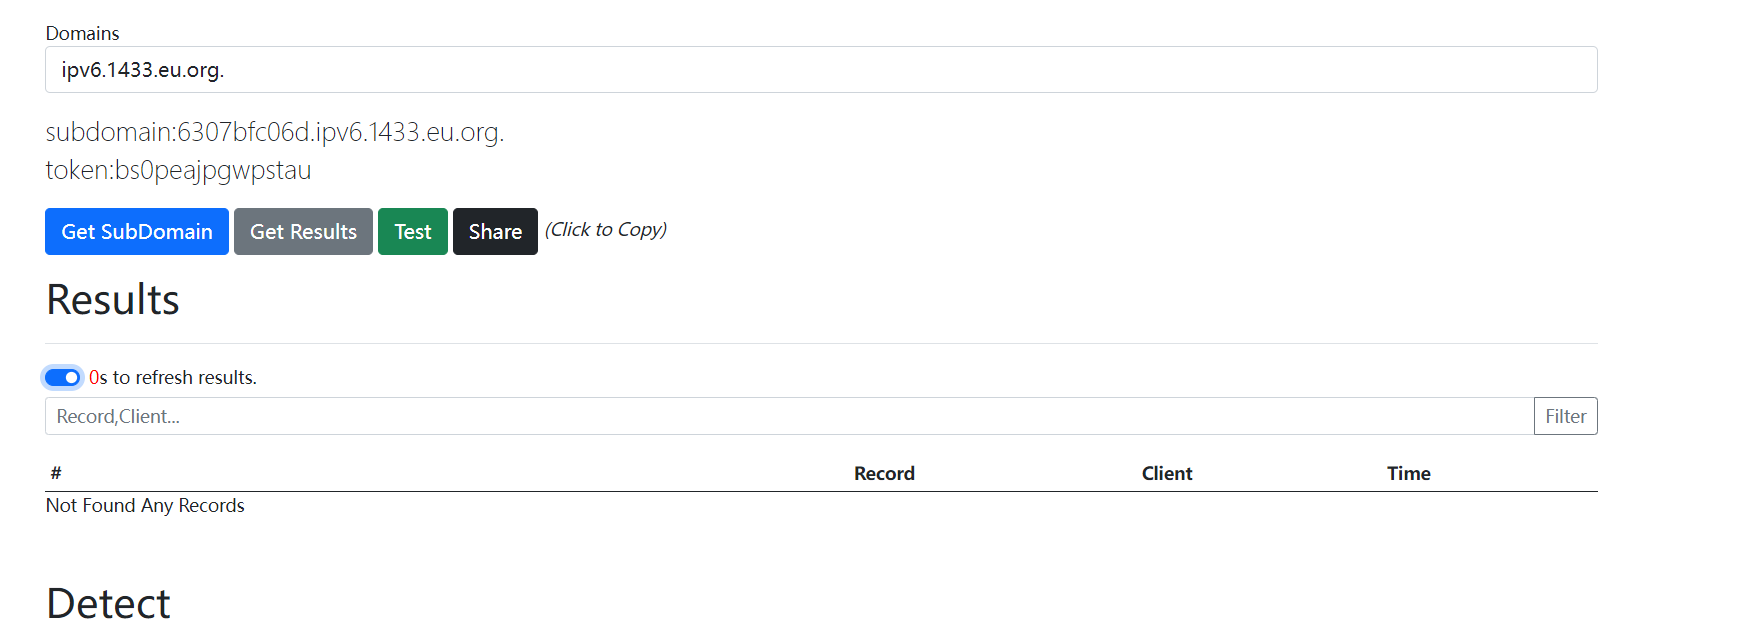 Domains
ipv6.1433.eu.org.
subdomain:6307bfc06d.ipv6.1433.eu.org.
token:bs0peajpgwpstau
Get SubDomain Get Results Test Share (Click to Copy)
Results
0s to refresh results.
Record,Client... Filter
# Record Client Time
Not Found Any Records
Detect